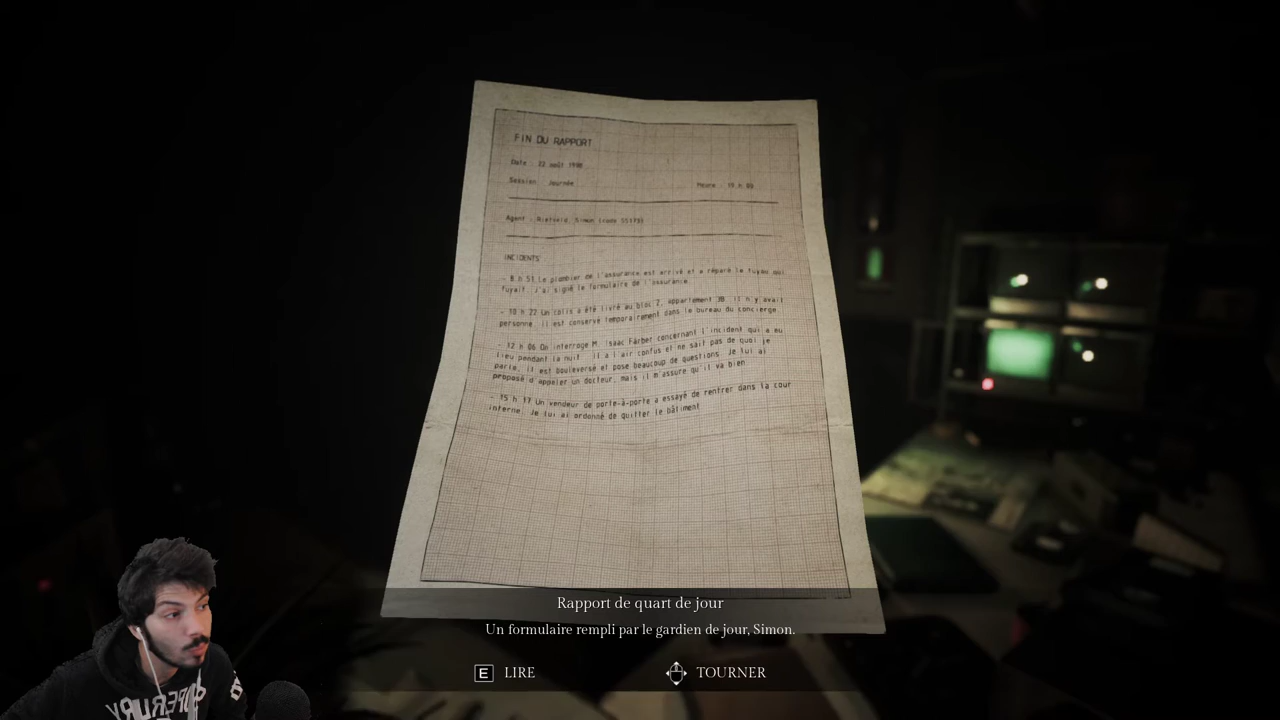 FIN DU RAPPORT
Date : 22 août 1998
Session : Journée
Heure : 19 h 00
Agent : Simon (code
INCIDENTS
- 8 h 51 Le plombier de l'assurance est arrivé et a réparé le tuyau qui
fuyait. J'ai signé le formulaire de l'assurance.
- 10 h 22 Un colis a été livré au bloc 2, appartement 30. Il n'y avait
personne, il est conservé temporairement dans le bureau du concierge.
- 12 h 06 On interroge M. Isaac Färber concernant l'incident qui a eu
lieu pendant la nuit. Il a l'air confus et ne sait pas de quoi je
parle, il est bouleversé et pose beaucoup de questions. Je lui ai
proposé d'appeler un docteur, mais il m'assure qu'il va bien.
- 15 h 17 Un vendeur de porte-à-porte a essayé de rentrer dans la cour
interne. Je lui ai ordonné de quitter le bâtiment.
Rapport de quart de jour
Un formulaire rempli par le gardien de jour, Simon.
E LIRE
TOURNER